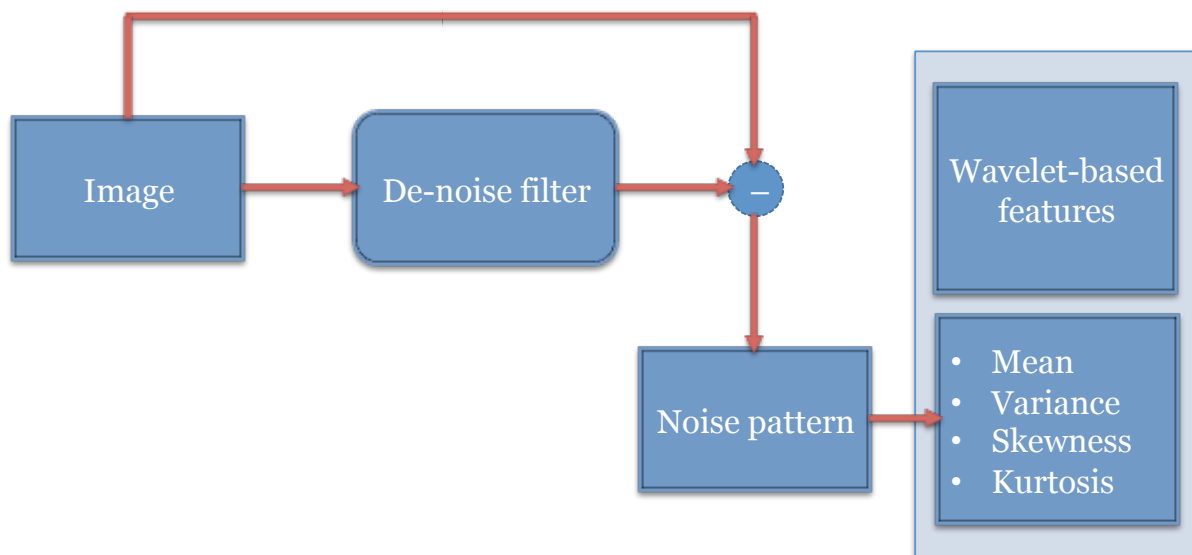 Image
De-noise filter
–
Wavelet-based
features
Noise pattern
• Mean
• Variance
• Skewness
• Kurtosis